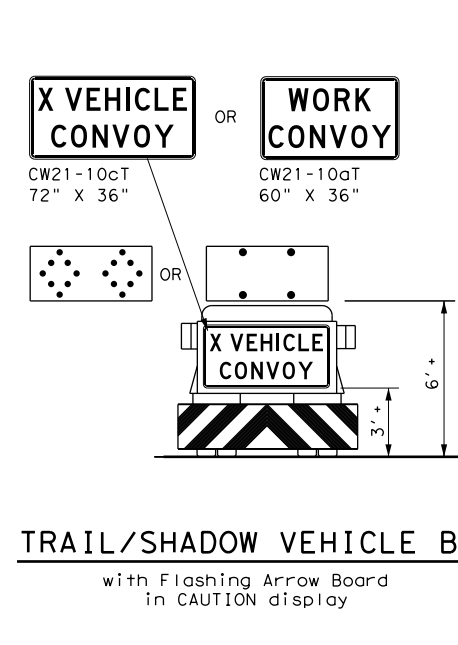 X VEHICLE
CONVOY
OR
WORK
CONVOY
CW21-10cT
72" X 36"
CW21-10aT
60" X 36"
OR
X VEHICLE
CONVOY
3' +
6' +
TRAIL/SHADOW VEHICLE B
with Flashing Arrow Board
in CAUTION display